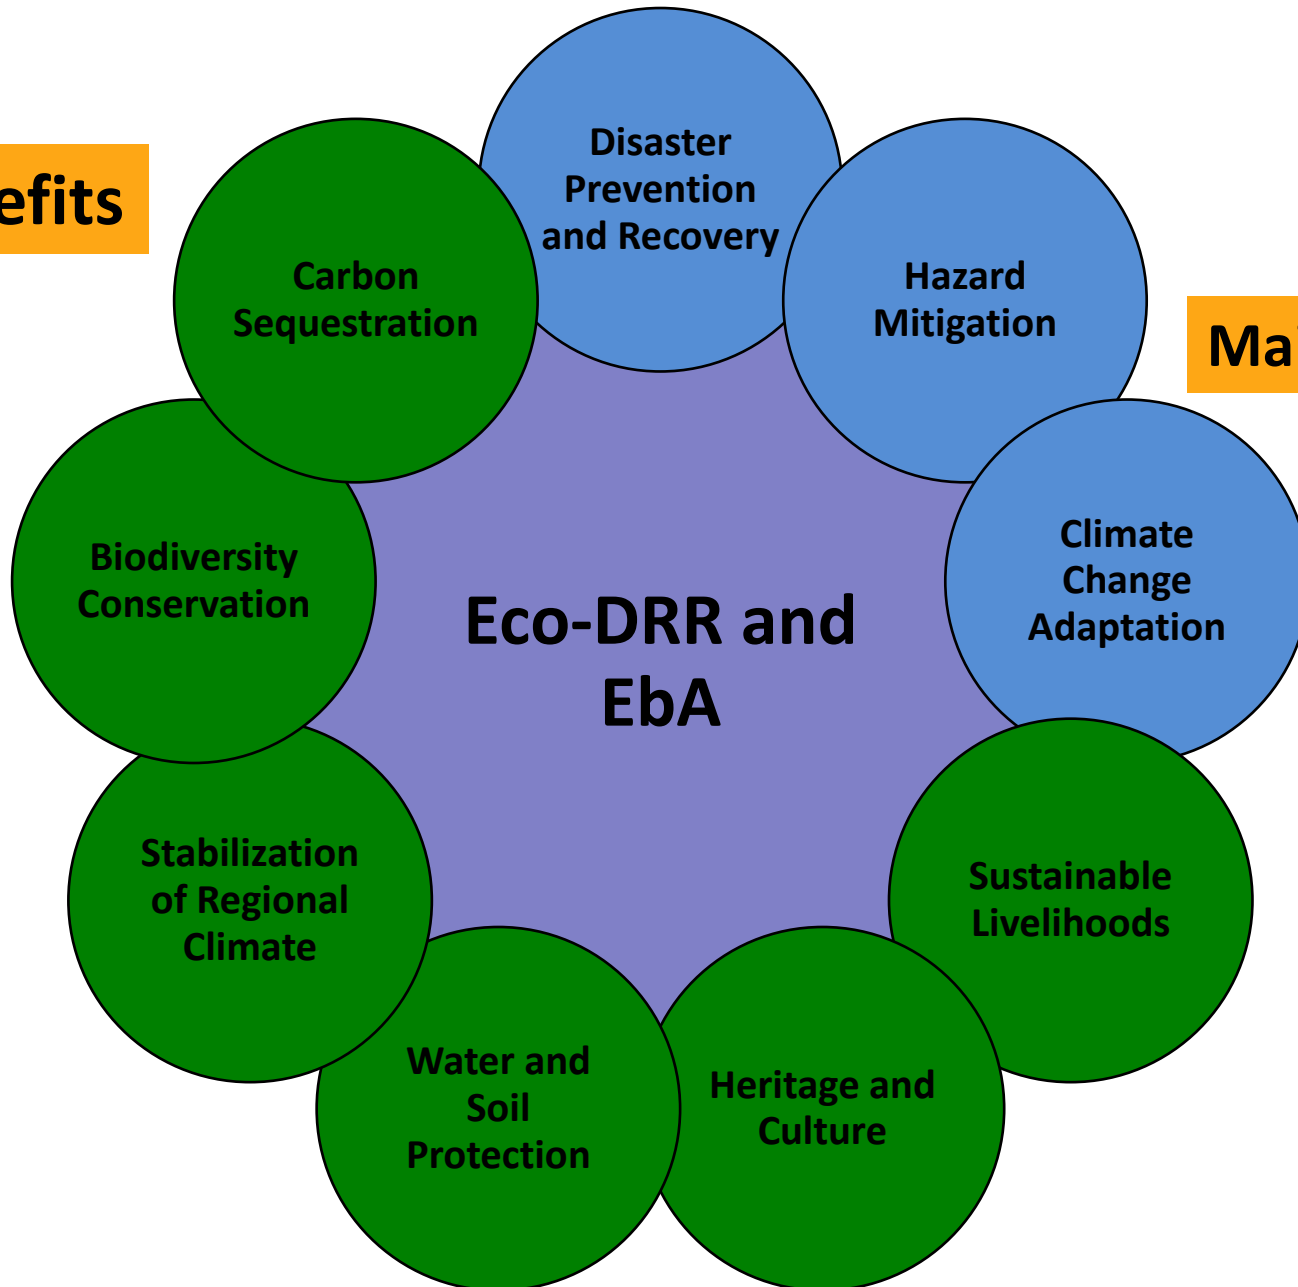 efits
Disaster
Prevention
and Recovery
Carbon
Sequestration
Hazard
Mitigation
Ma
Biodiversity
Conservation
Climate
Change
Adaptation
Eco-DRR and
EbA
Stabilization
of Regional
Climate
Sustainable
Livelihoods
Water and
Soil
Protection
Heritage and
Culture